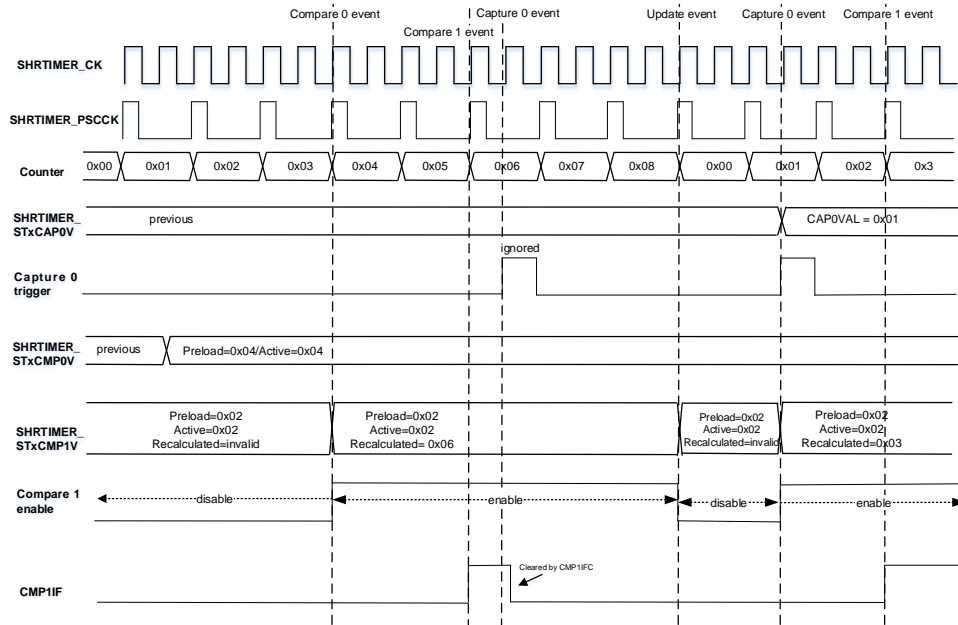 Compare 0 event
Capture 0 event
Update event
Capture 0 event
Compare 1 event
Compare 1 event
SHRTIMER_CK
SHRTIMER_PSCCK
Counter
0x00
0x01
0x02
0x03
0x04
0x05
0x06
0x07
0x08
0x00
0x01
0x02
0x3
SHRTIMER_
STxCAP0V
previous
CAP0VAL = 0x01
ignored
Capture 0
trigger
SHRTIMER_
STxCMP0V
previous
Preload=0x04/Active=0x04
SHRTIMER_
STxCMP1V
Preload=0x02
Active=0x02
Recalculated=invalid
Preload=0x02
Active=0x02
Recalculated= 0x06
Preload=0x02
Active=0x02
Recalculated=invalid
Preload=0x02
Active=0x02
Recalculated=0x03
Compare 1
enable
disable
enable
disable
enable
Cleared by CMP1IFC
CMP1IF